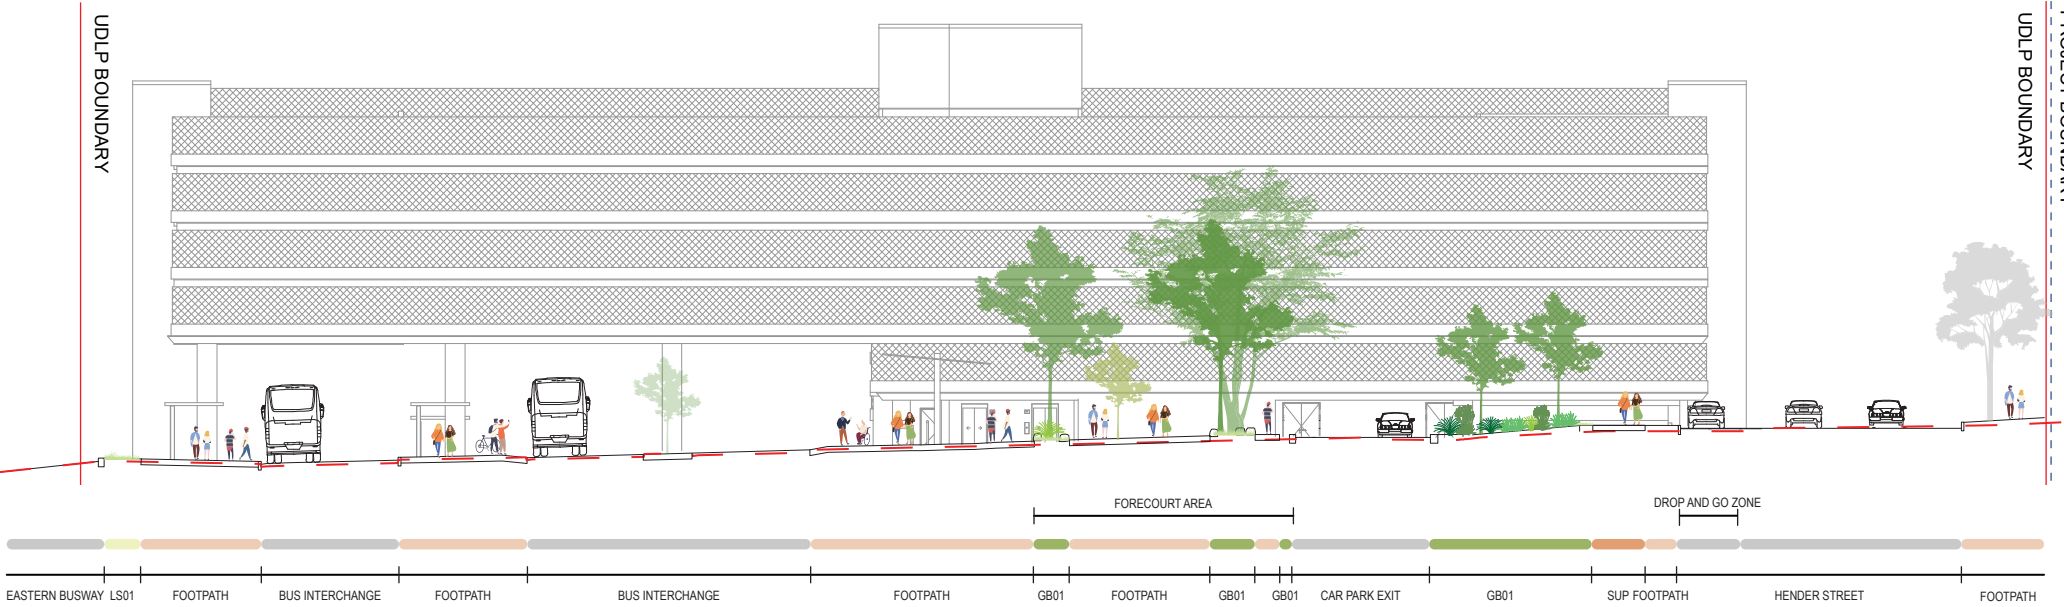 UDLP BOUNDARY
UDLP BOUNDARY
FORECOURT AREA
DROP AND GO ZONE
EASTERN BUSWAY
LS01
FOOTPATH
BUS INTERCHANGE
FOOTPATH
BUS INTERCHANGE
FOOTPATH
GB01
FOOTPATH
GB01
GB01
CAR PARK EXIT
GB01
SUP FOOTPATH
HENDER STREET
FOOTPATH